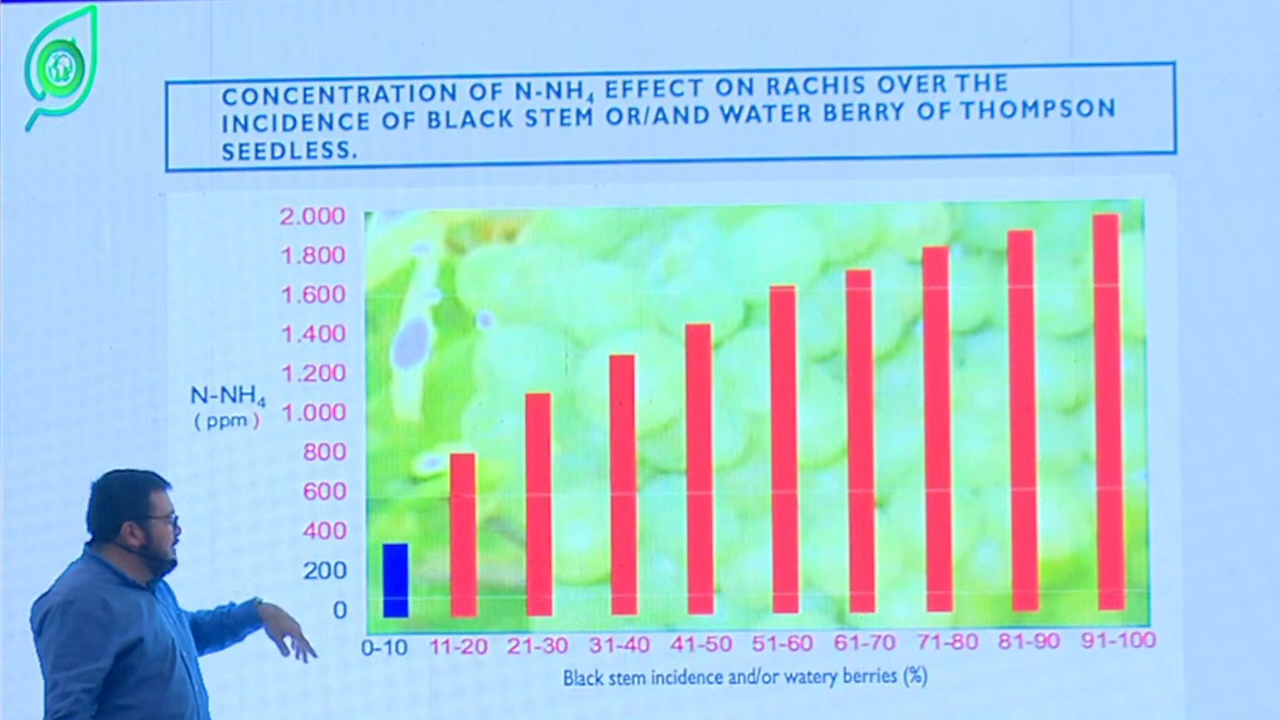 CONCENTRATION OF N-NH₄ EFFECT ON RACHIS OVER THE
INCIDENCE OF BLACK STEM OR/AND WATER BERRY OF THOMPSON
SEEDLESS.
2.000
1.800
1.600
1.400
1.200
N-NH₄
( ppm )
1.000
800
600
400
200
0
0-10 11-20 21-30 31-40 41-50 51-60 61-70 71-80 81-90 91-100
Black stem incidence and/or watery berries (%)